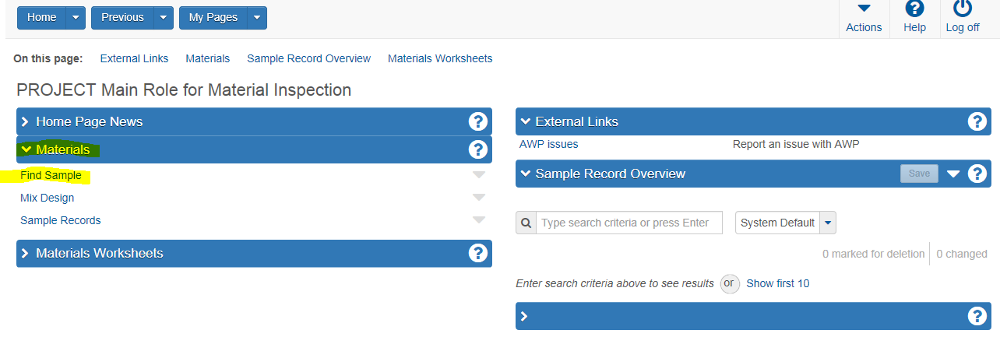 Home Previous My Pages Actions Help Log off
On this page: External Links Materials Sample Record Overview Materials Worksheets
PROJECT Main Role for Material Inspection
Home Page News ?
Materials ?
Find Sample
Mix Design
Sample Records
Materials Worksheets ?
External Links ?
AWP issues Report an issue with AWP
Sample Record Overview Save ?
Type search criteria or press Enter System Default
0 marked for deletion 0 changed
Enter search criteria above to see results or Show first 10
?